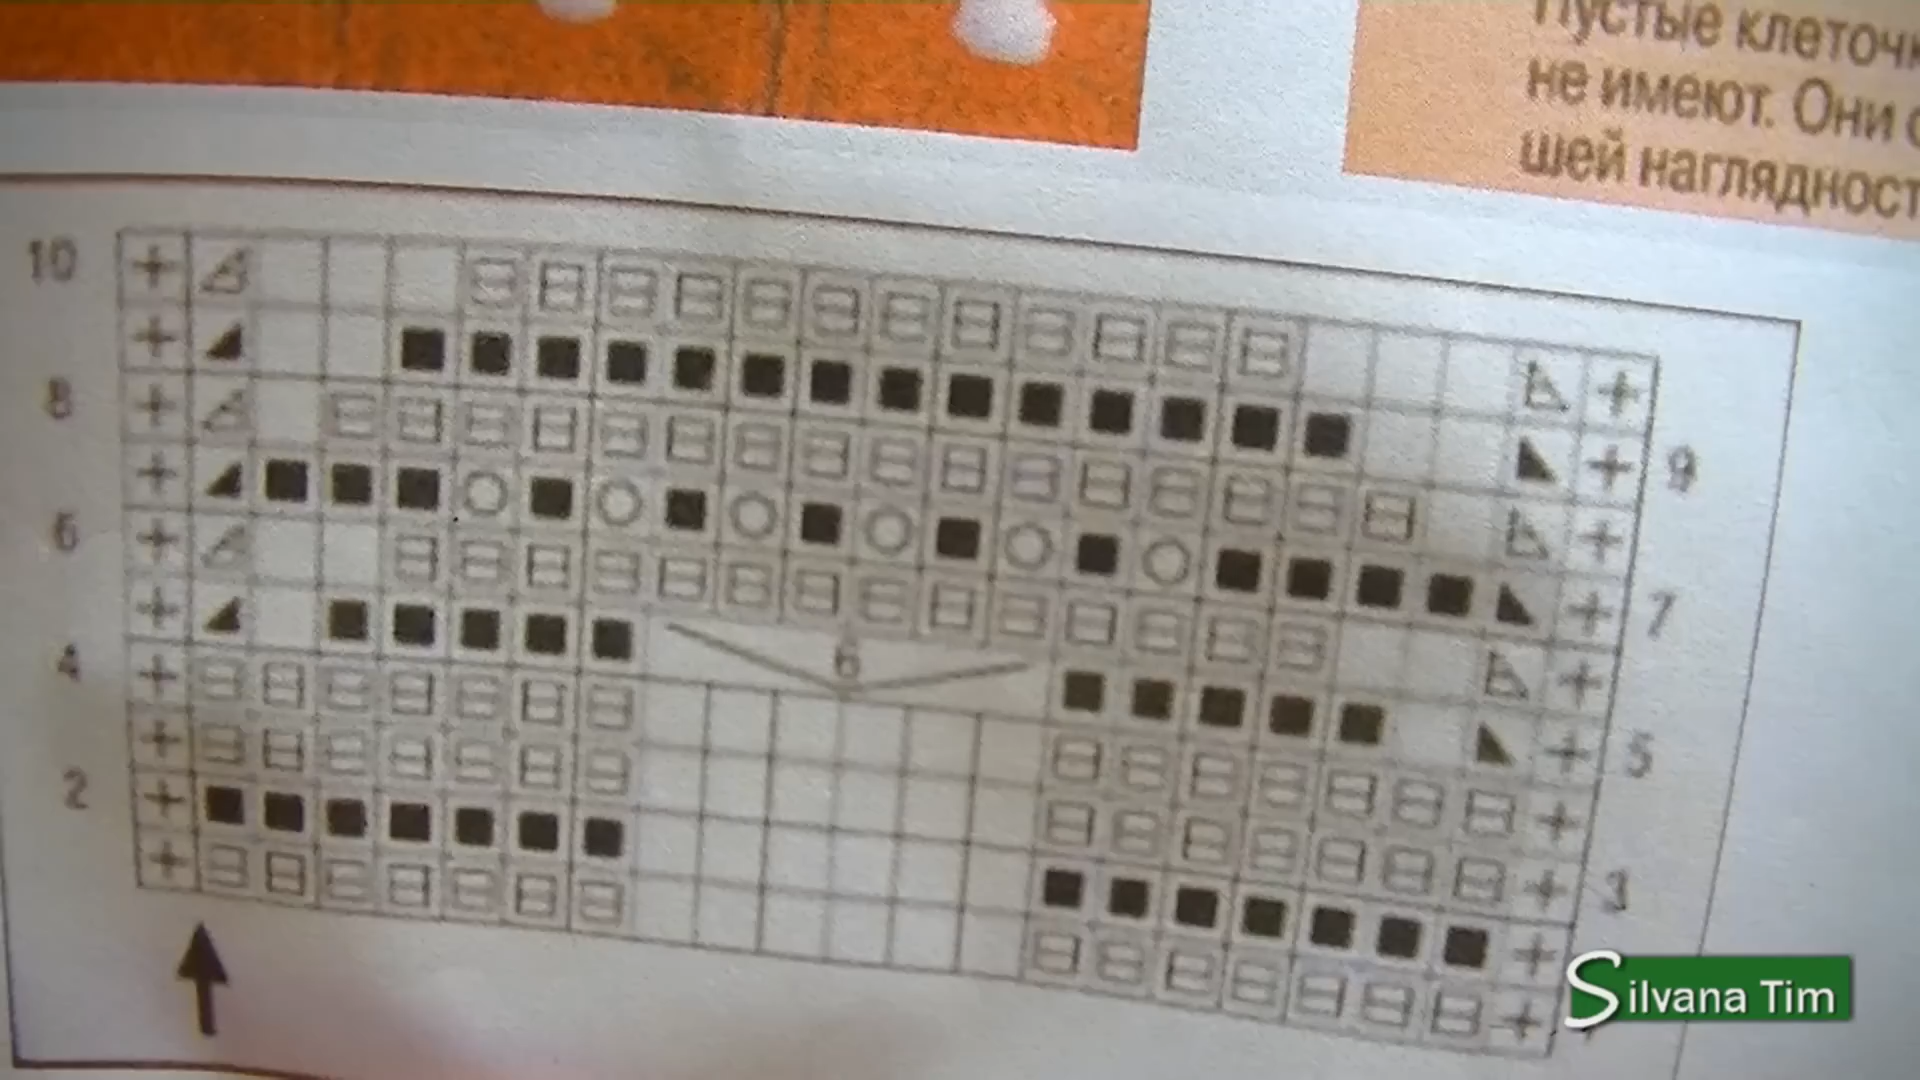 Пустые клеточк
не имеют. Они с
шей наглядност
10
8
9
6
7
6
4
5
2
3
Silvana Tim